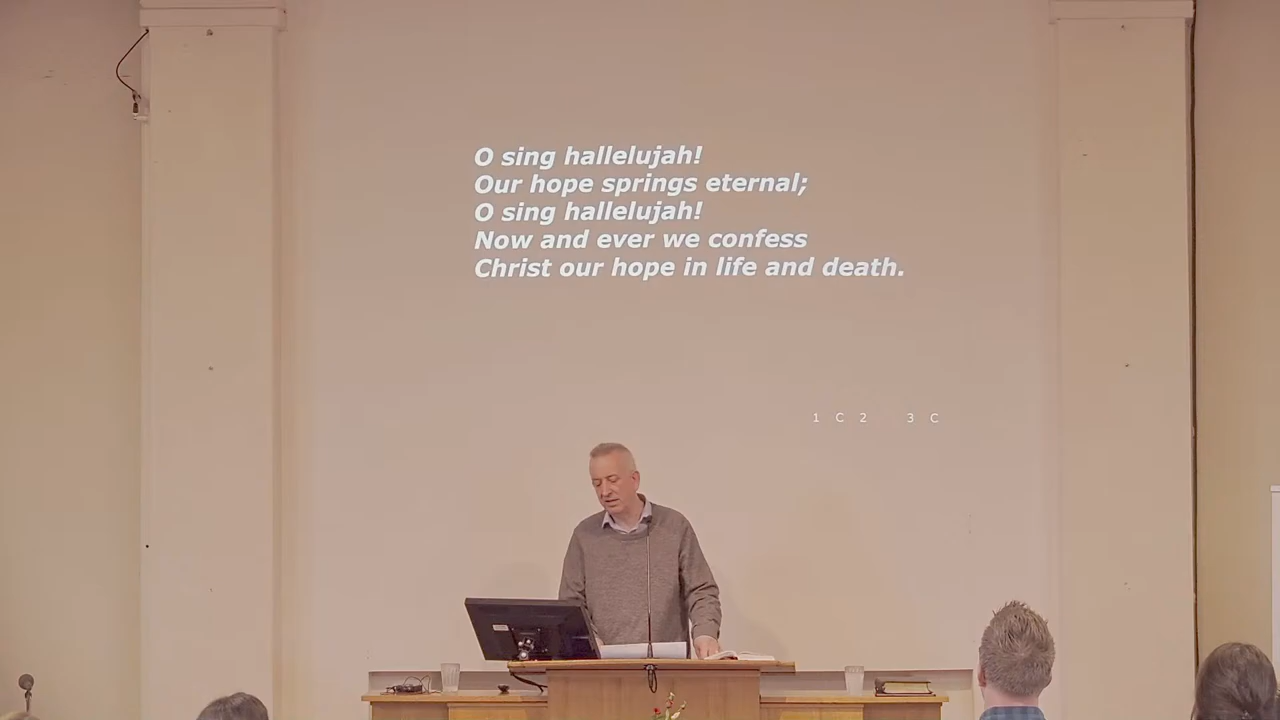 O sing hallelujah!
Our hope springs eternal;
O sing hallelujah!
Now and ever we confess
Christ our hope in life and death.
1 C 2 3 C